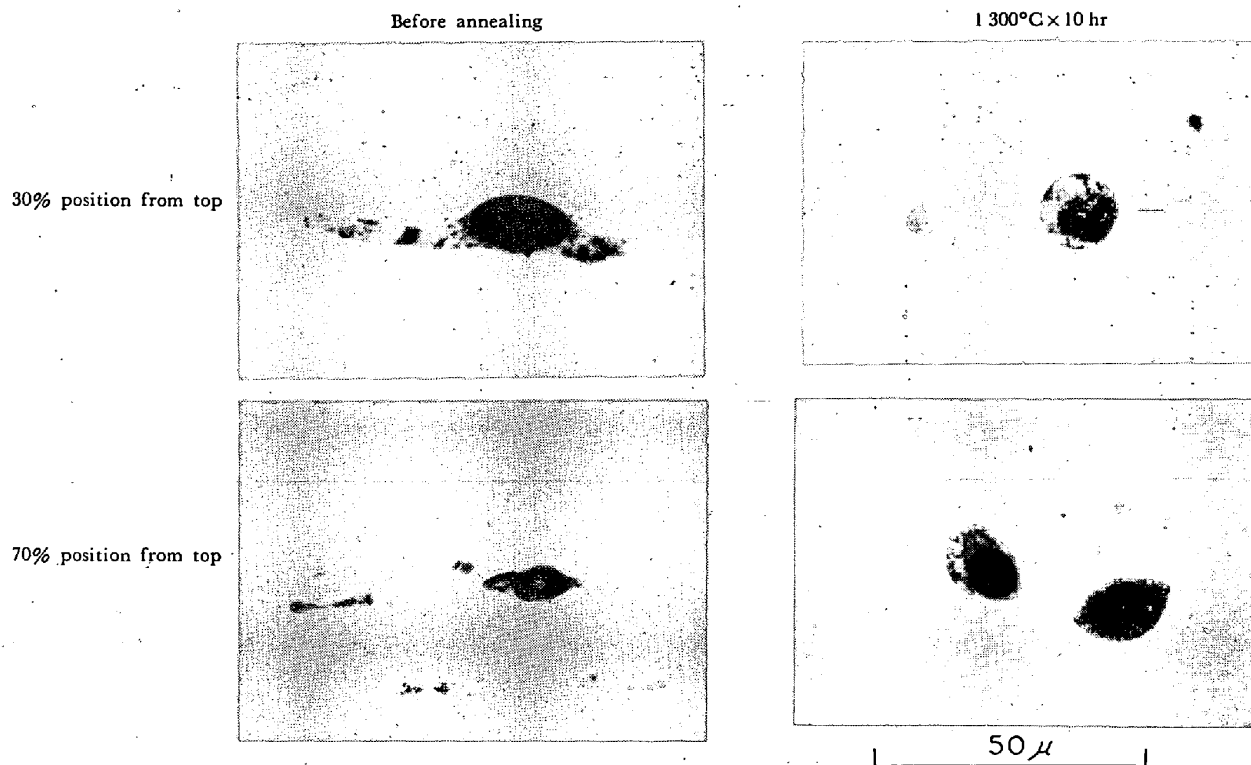 Before annealing
1 300°C × 10 hr
30% position from top
70% position from top
50 μ